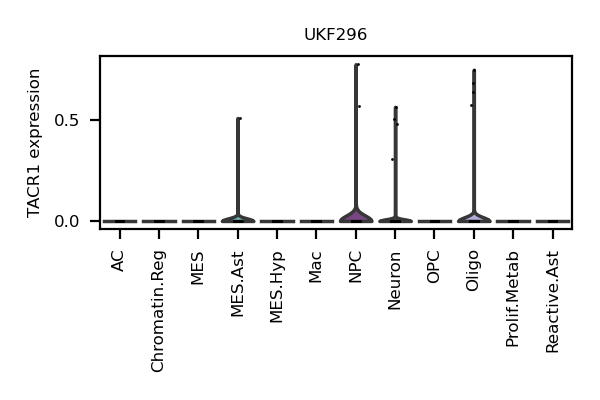 UKF296
TACR1 expression
0.5
0.0
AC
Chromatin.Reg
MES
MES.Ast
MES.Hyp
Mac
NPC
Neuron
OPC
Oligo
Prolif.Metab
Reactive.Ast